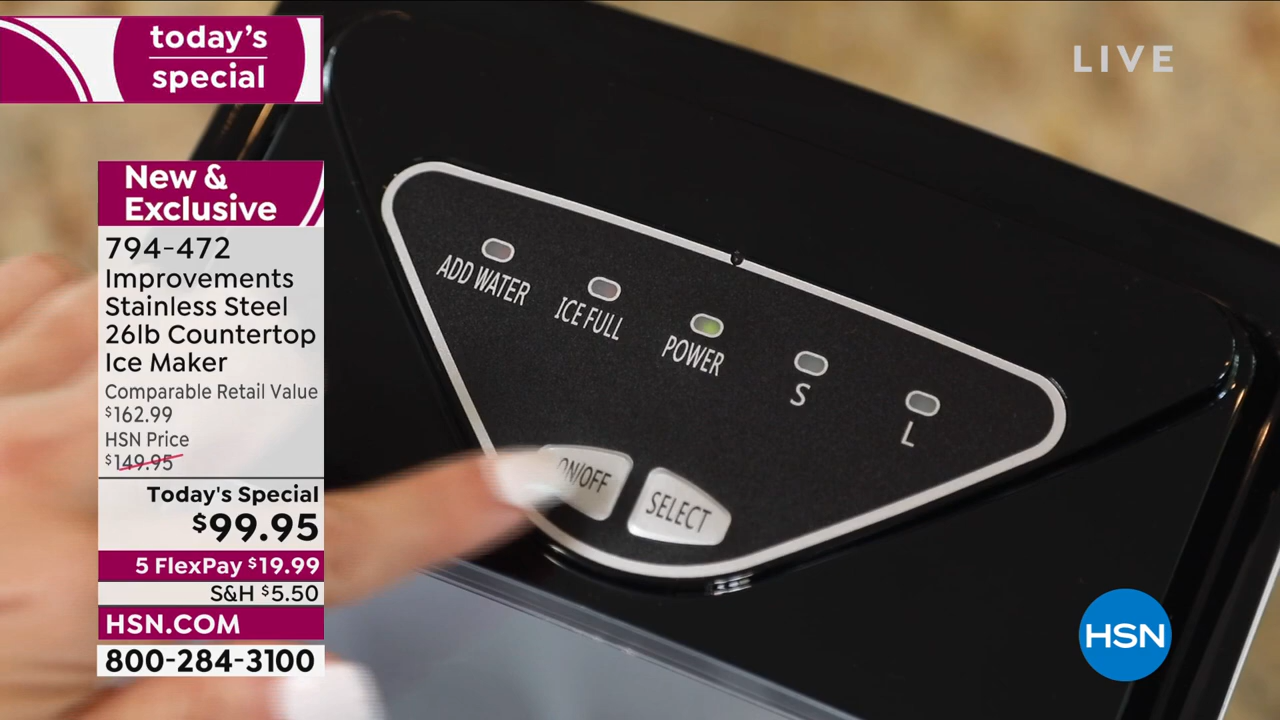 today's
special
LIVE
New &
Exclusive
794-472
Improvements
Stainless Steel
26lb Countertop
Ice Maker
Comparable Retail Value
$162.99
HSN Price
$149.95
Today's Special
$99.95
5 FlexPay $19.99
S&H $5.50
HSN.COM
800-284-3100
ADD WATER
ICE FULL
POWER
S
L
ON/OFF
SELECT
HSN